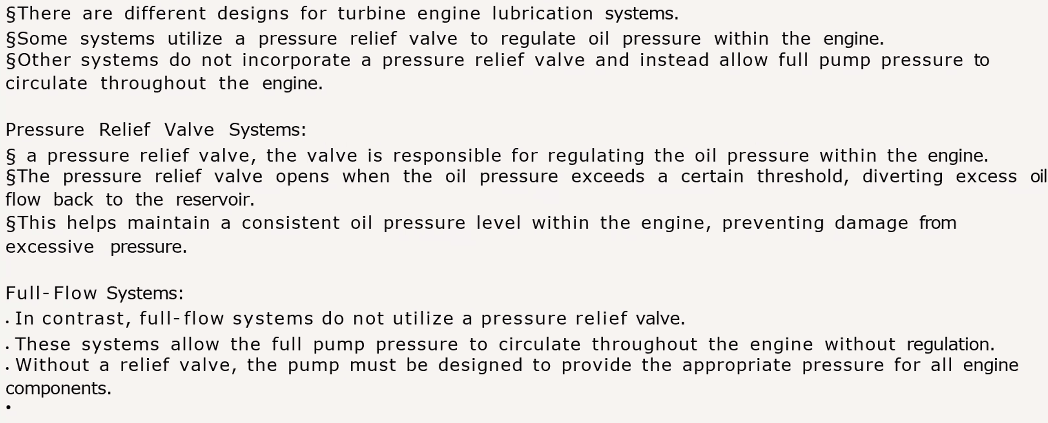 §There are different designs for turbine engine lubrication systems.
§Some systems utilize a pressure relief valve to regulate oil pressure within the engine.
§Other systems do not incorporate a pressure relief valve and instead allow full pump pressure to
circulate throughout the engine.
Pressure Relief Valve Systems:
§ a pressure relief valve, the valve is responsible for regulating the oil pressure within the engine.
§The pressure relief valve opens when the oil pressure exceeds a certain threshold, diverting excess oil
flow back to the reservoir.
§This helps maintain a consistent oil pressure level within the engine, preventing damage from
excessive pressure.
Full-Flow Systems:
• In contrast, full-flow systems do not utilize a pressure relief valve.
• These systems allow the full pump pressure to circulate throughout the engine without regulation.
• Without a relief valve, the pump must be designed to provide the appropriate pressure for all engine
components.
•